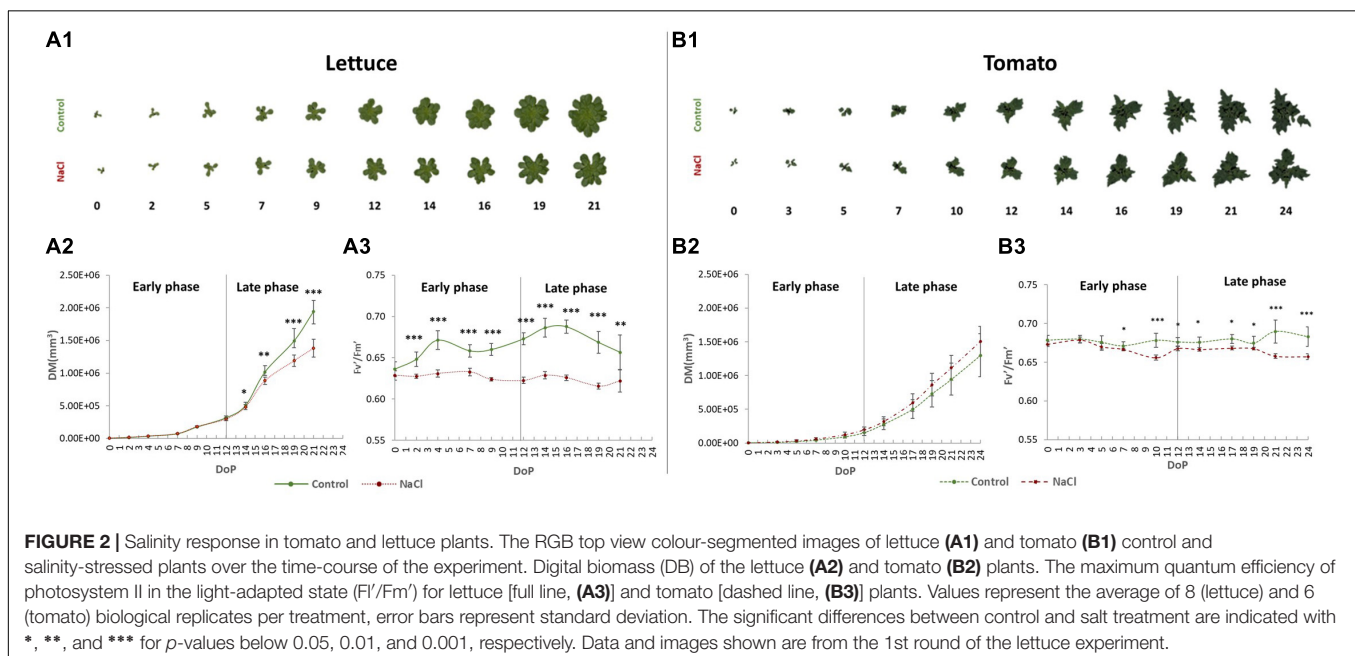 A1
Lettuce
Control
NaCl
0 2 5 7 9 12 14 16 19 21
B1
Tomato
Control
NaCl
0 3 5 7 10 12 14 16 19 21 24
A2
DM(mm³)
2.50E+06
2.00E+06
1.50E+06
1.00E+06
5.00E+05
0.00E+00
Early phase
Late phase
* ** *** ***
0 1 2 3 4 5 6 7 9 10 11 12 13 14 15 16 17 18 19 20 21 22 23 24
DoP
A3
Fv'/Fm'
0.75
0.70
0.65
0.60
0.55
Early phase
Late phase
*** *** *** *** *** *** *** *** **
0 1 2 3 4 5 6 7 8 9 10 11 12 13 14 15 16 17 18 19 20 21 22 23 24
DoP
Control
NaCl
B2
DM(mm³)
2.50E+06
2.00E+06
1.50E+06
1.00E+06
5.00E+05
0.00E+00
Early phase
Late phase
0 1 2 3 4 5 6 7 8 9 10 11 12 13 14 15 16 17 18 19 20 21 22 23 24
DoP
B3
Fv'/Fm'
0.75
0.70
0.65
0.60
0.55
Early phase
Late phase
* *** * * * * *** ***
0 1 2 3 4 5 6 7 8 9 10 11 12 13 14 15 16 17 18 19 20 21 22 23 24
DoP
Control
NaCl
FIGURE 2 | Salinity response in tomato and lettuce plants. The RGB top view colour-segmented images of lettuce (A1) and tomato (B1) control and
salinity-stressed plants over the time-course of the experiment. Digital biomass (DB) of the lettuce (A2) and tomato (B2) plants. The maximum quantum efficiency of
photosystem II in the light-adapted state (Fl′/Fm′) for lettuce [full line, (A3)] and tomato [dashed line, (B3)] plants. Values represent the average of 8 (lettuce) and 6
(tomato) biological replicates per treatment, error bars represent standard deviation. The significant differences between control and salt treatment are indicated with
*, **, and *** for p-values below 0.05, 0.01, and 0.001, respectively. Data and images shown are from the 1st round of the lettuce experiment.